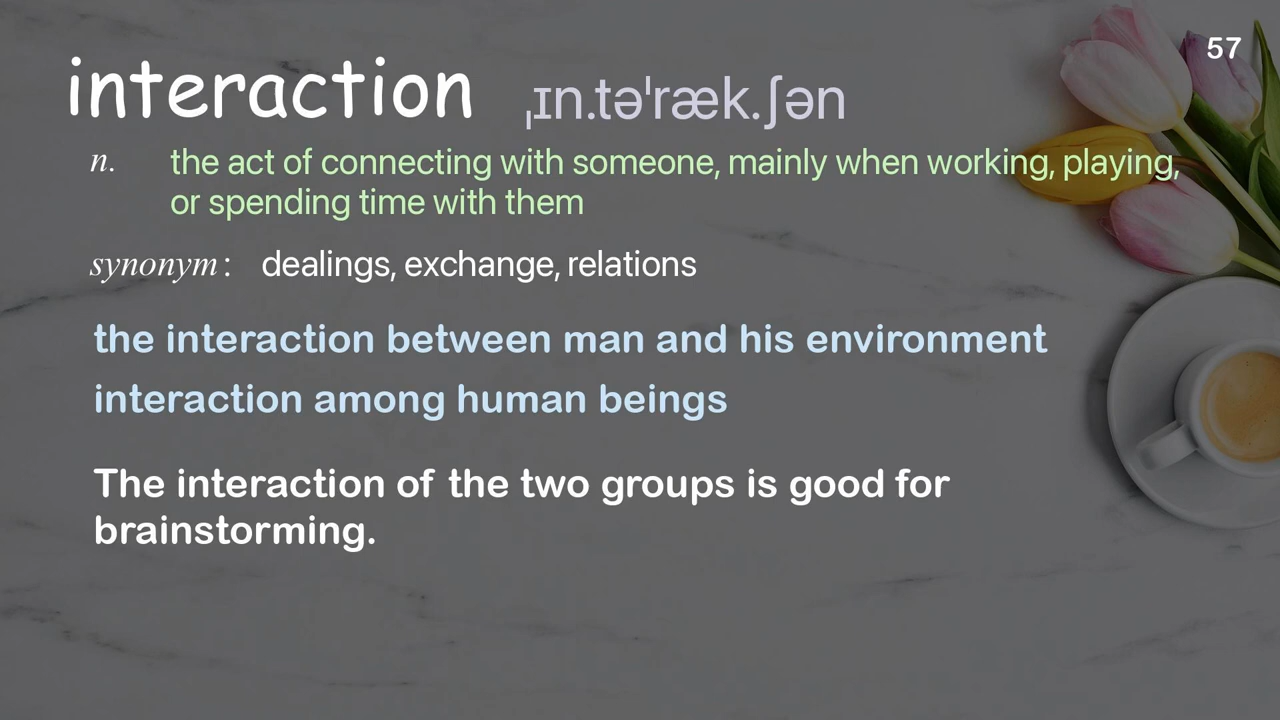 57
interaction ˌɪn.təˈræk.ʃən
n. the act of connecting with someone, mainly when working, playing,
or spending time with them
synonym : dealings, exchange, relations
the interaction between man and his environment
interaction among human beings
The interaction of the two groups is good for
brainstorming.